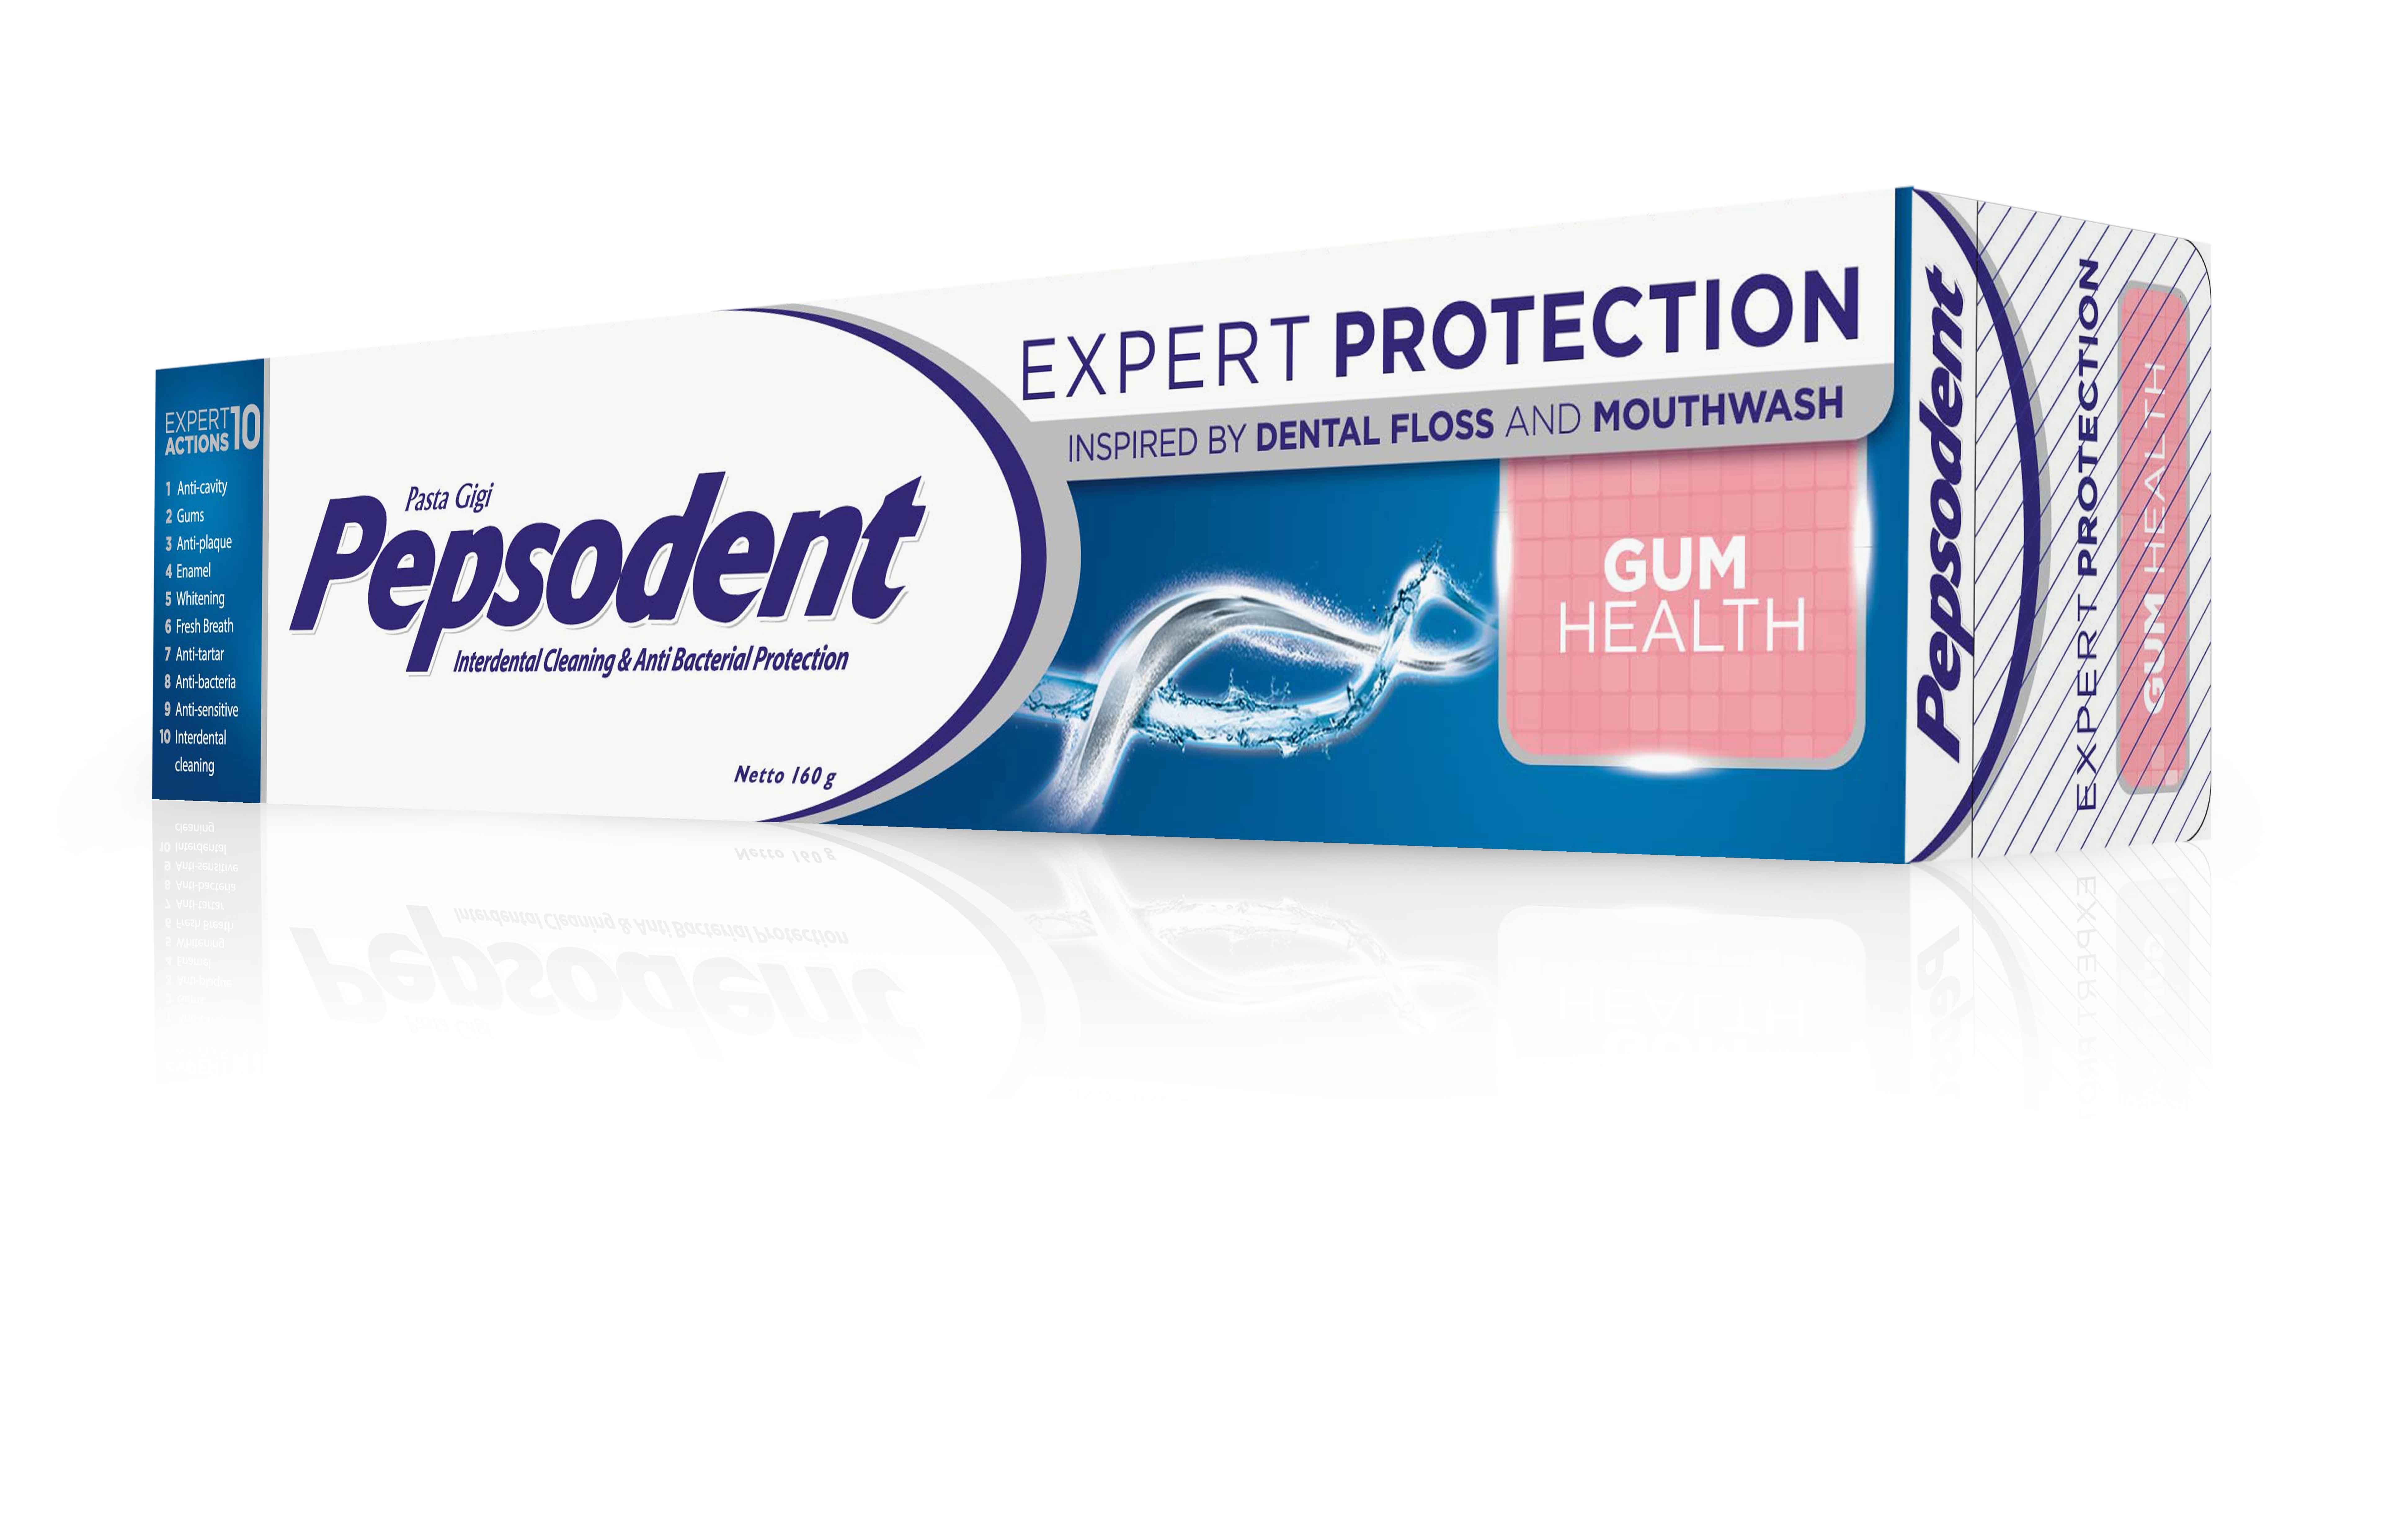 EXPERT 10
ACTIONS
1 Anti-cavity
2 Gums
3 Anti-plaque
4 Enamel
5 Whitening
6 Fresh Breath
7 Anti-tartar
8 Anti-bacteria
9 Anti-sensitive
10 Interdental
cleaning
Pasta Gigi
Pepsodent
Interdental Cleaning & Anti Bacterial Protection
Netto 160 g
EXPERT PROTECTION
INSPIRED BY DENTAL FLOSS AND MOUTHWASH
GUM
HEALTH
Pepsodent
EXPERT PROTECTION
GUM HEALTH